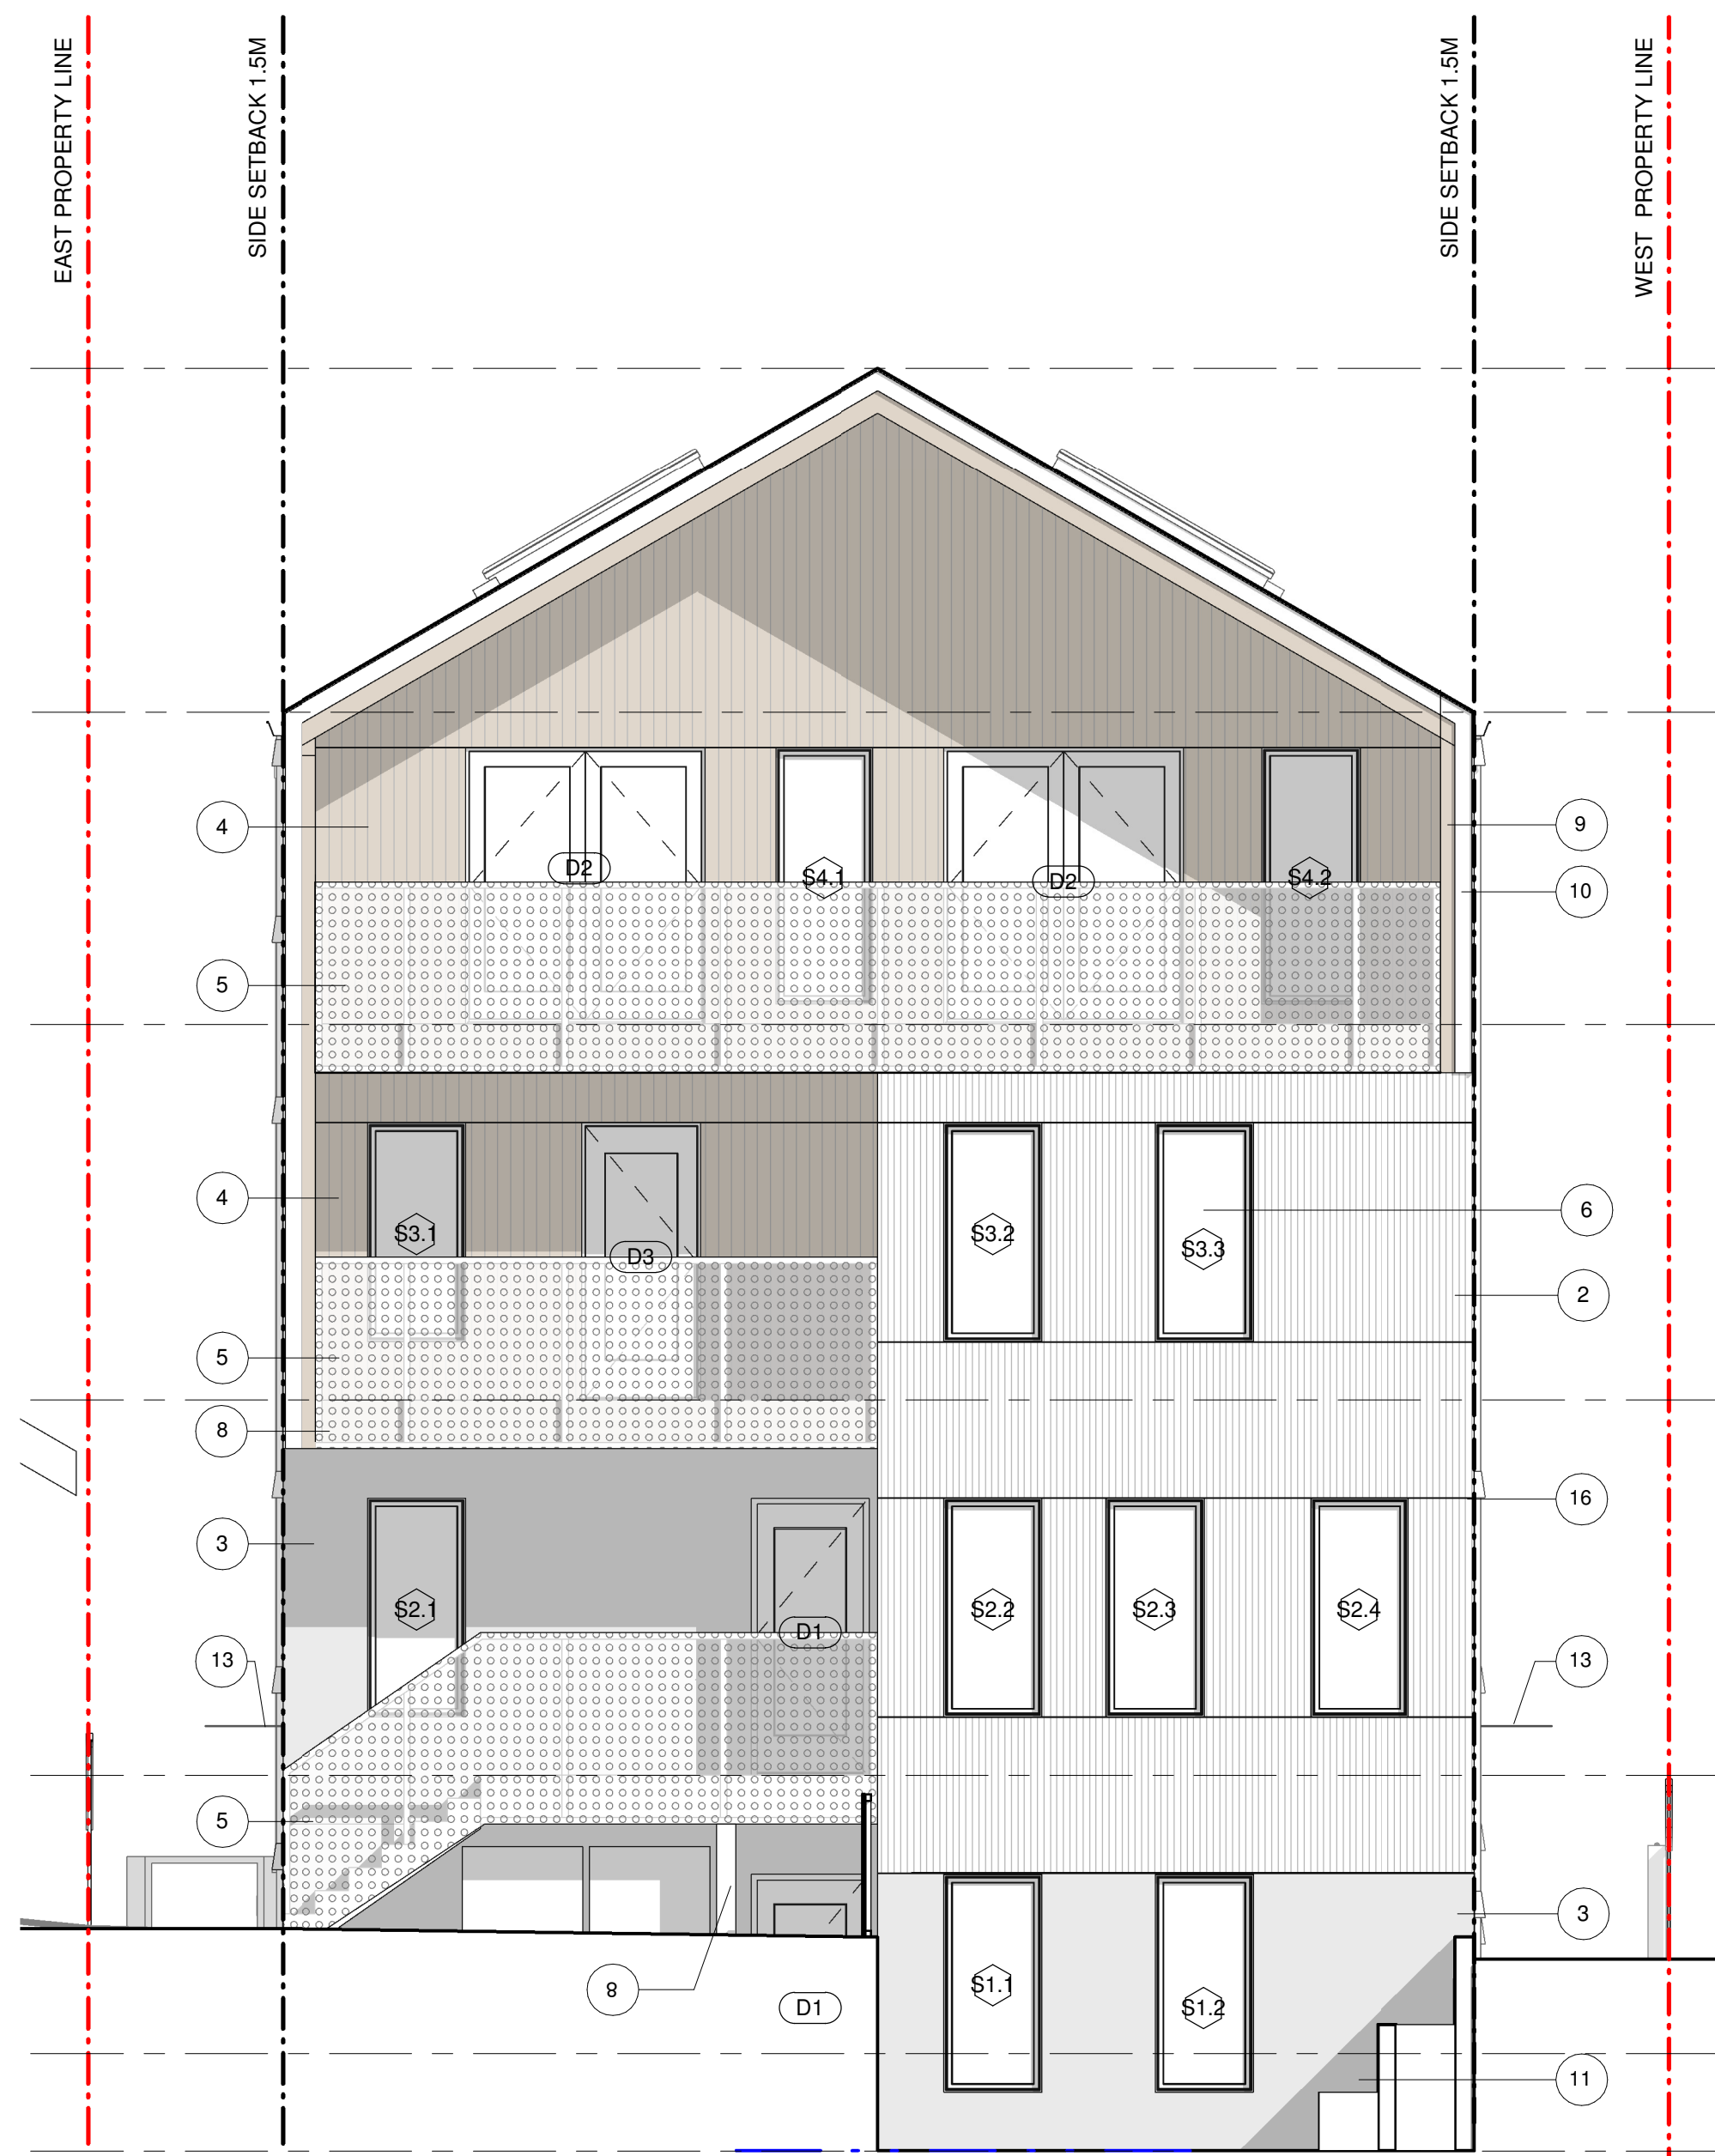 EAST PROPERTY LINE
SIDE SETBACK 1.5M
SIDE SETBACK 1.5M
WEST PROPERTY LINE
4
9
D2
S4.1
D2
S4.2
10
5
4
S3.1
D3
S3.2
S3.3
6
2
5
8
16
3
S2.1
D1
S2.2
S2.3
S2.4
13
13
5
3
8
D1
S1.1
S1.2
11